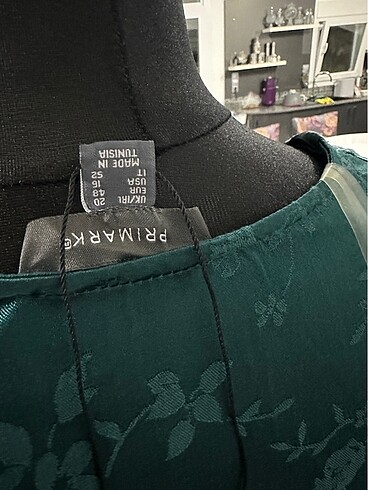 PRIMARK®
UK/IRL 20
EUR 48
USA 16
IT 52
MADE IN
TUNISIA